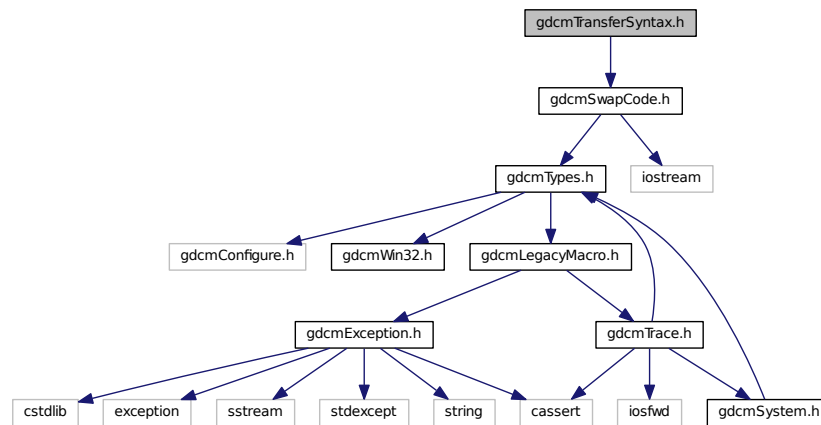 gdcmTransferSyntax.h
gdcmSwapCode.h
gdcmTypes.h
iostream
gdcmConfigure.h
gdcmWin32.h
gdcmLegacyMacro.h
gdcmException.h
gdcmTrace.h
cstdlib
exception
sstream
stdexcept
string
cassert
iosfwd
gdcmSystem.h